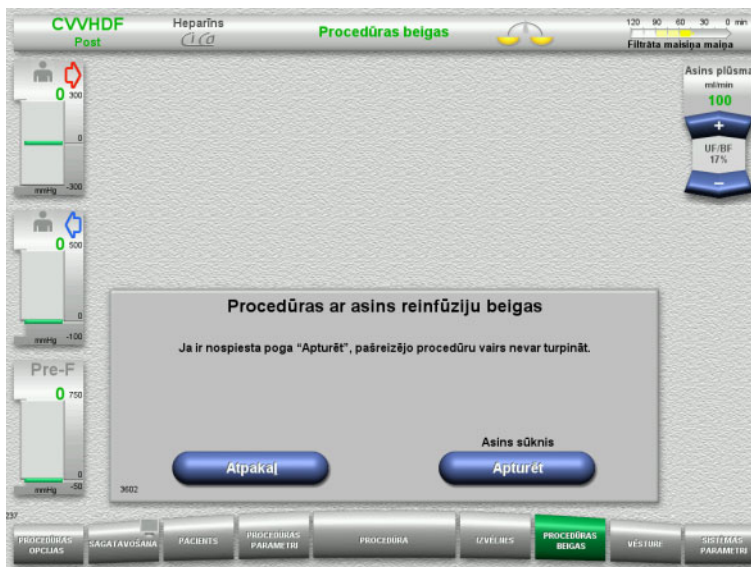 CVVHDF
Post
Heparīns
Procedūras beigas
120 90 60 30 0 min
Filtrāta maisiņa maiņa
0
300
0
mmHg -300
0
500
0
mmHg -100
Pre-F
0
750
0
mmHg -50
Asins plūsma
ml/min
100
+
UF/BF
17%
–
Procedūras ar asins reinfūziju beigas
Ja ir nospiesta poga “Apturēt”, pašreizējo procedūru vairs nevar turpināt.
Asins sūknis
Atpakaļ
Apturēt
3602
237
PROCEDŪRAS
OPCIJAS
SAGATAVOŠANA
PACIENTS
PROCEDŪRAS
PARAMETRI
PROCEDŪRA
IZVĒLNES
PROCEDŪRAS
BEIGAS
VĒSTURE
SISTĒMAS
PARAMETRI